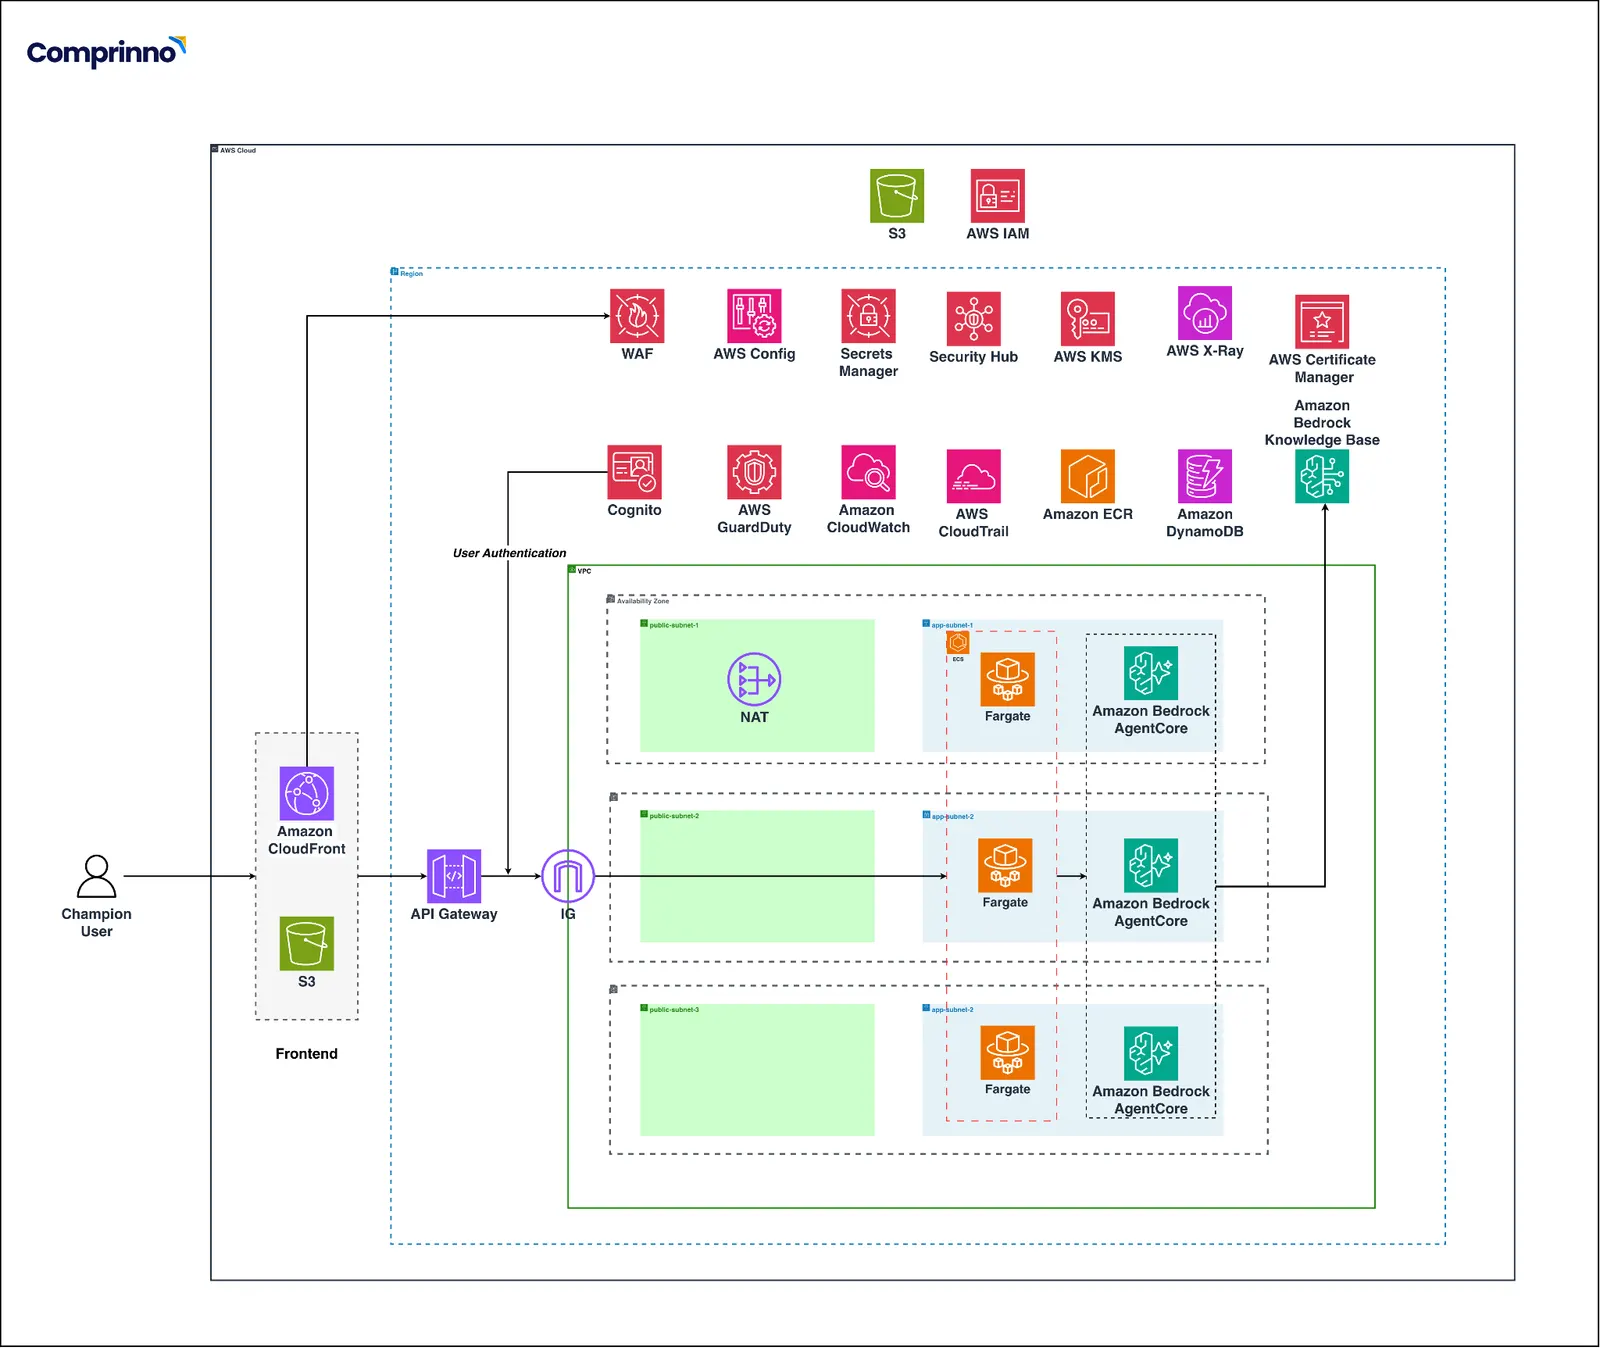 Comprinno
AWS Cloud
S3
AWS IAM
Region
WAF
AWS Config
Secrets
Manager
Security Hub
AWS KMS
AWS X-Ray
AWS Certificate
Manager
Amazon
Bedrock
Knowledge Base
Cognito
AWS
GuardDuty
Amazon
CloudWatch
AWS
CloudTrail
Amazon ECR
Amazon
DynamoDB
User Authentication
VPC
Availability Zone
public-subnet-1
NAT
app-subnet-1
ECS
Fargate
Amazon Bedrock
AgentCore
public-subnet-2
app-subnet-2
Fargate
Amazon Bedrock
AgentCore
public-subnet-3
app-subnet-2
Fargate
Amazon Bedrock
AgentCore
Champion
User
Amazon
CloudFront
S3
Frontend
API Gateway
IG